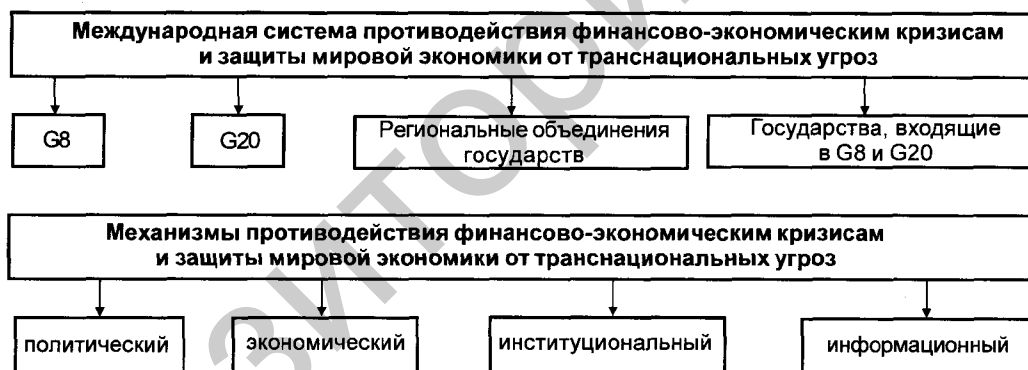 Международная система противодействия финансово-экономическим кризисам
и защиты мировой экономики от транснациональных угроз
G8
G20
Региональные объединения
государств
Государства, входящие
в G8 и G20
Механизмы противодействия финансово-экономическим кризисам
и защиты мировой экономики от транснациональных угроз
политический
экономический
институциональный
информационный